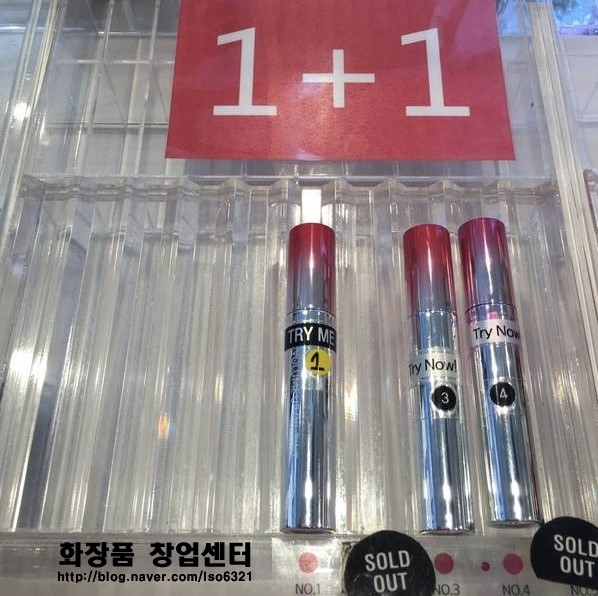 1+1
TRY ME
1
Try Now!
3
Try Now
4
NO.1
SOLD
OUT
NO.3
NO.4
SOLD
OUT
화장품 창업센터
http://blog.naver.com/lso6321